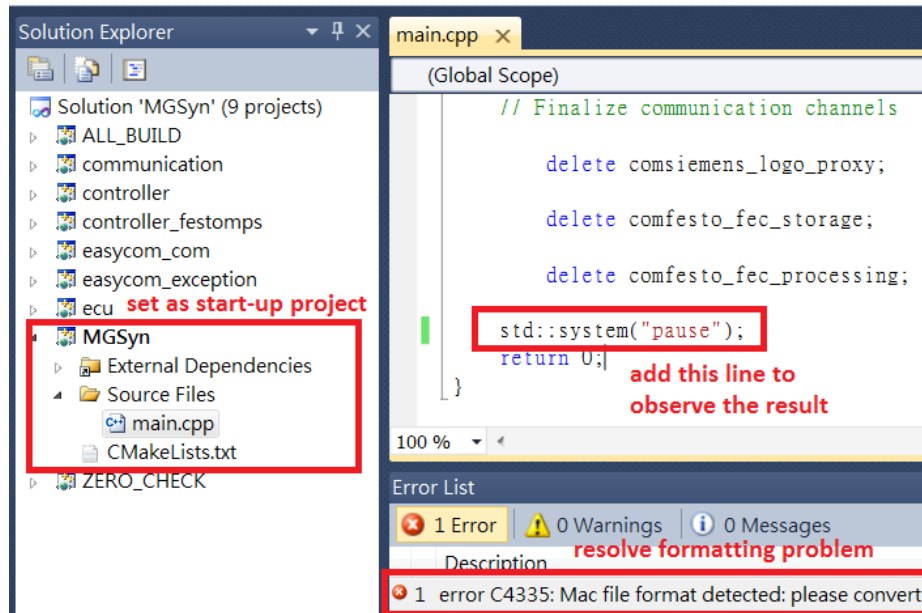 Solution Explorer
Solution 'MGSyn' (9 projects)
ALL_BUILD
communication
controller
controller_festomps
easycom_com
easycom_exception
ecu set as start-up project
MGSyn
External Dependencies
Source Files
main.cpp
CMakeLists.txt
ZERO_CHECK
main.cpp
(Global Scope)
// Finalize communication channels
delete comsiemens_logo_proxy;
delete comfesto_fec_storage;
delete comfesto_fec_processing;
std::system("pause");
return 0;
}
add this line to
observe the result
100 %
Error List
1 Error 0 Warnings 0 Messages
resolve formatting problem
Description
1 error C4335: Mac file format detected: please convert